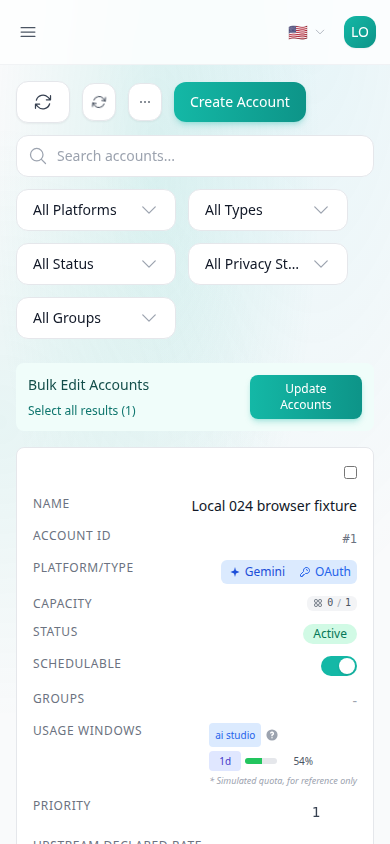 LO
Create Account
Search accounts...
All Platforms
All Types
All Status
All Privacy St...
All Groups
Bulk Edit Accounts
Select all results (1)
Update
Accounts
NAME
Local 024 browser fixture
ACCOUNT ID
#1
PLATFORM/TYPE
Gemini
OAuth
CAPACITY
0 / 1
STATUS
Active
SCHEDULABLE
GROUPS
-
USAGE WINDOWS
ai studio
?
1d
54%
* Simulated quota, for reference only
PRIORITY
1
UPSTREAM DECLARED RATE